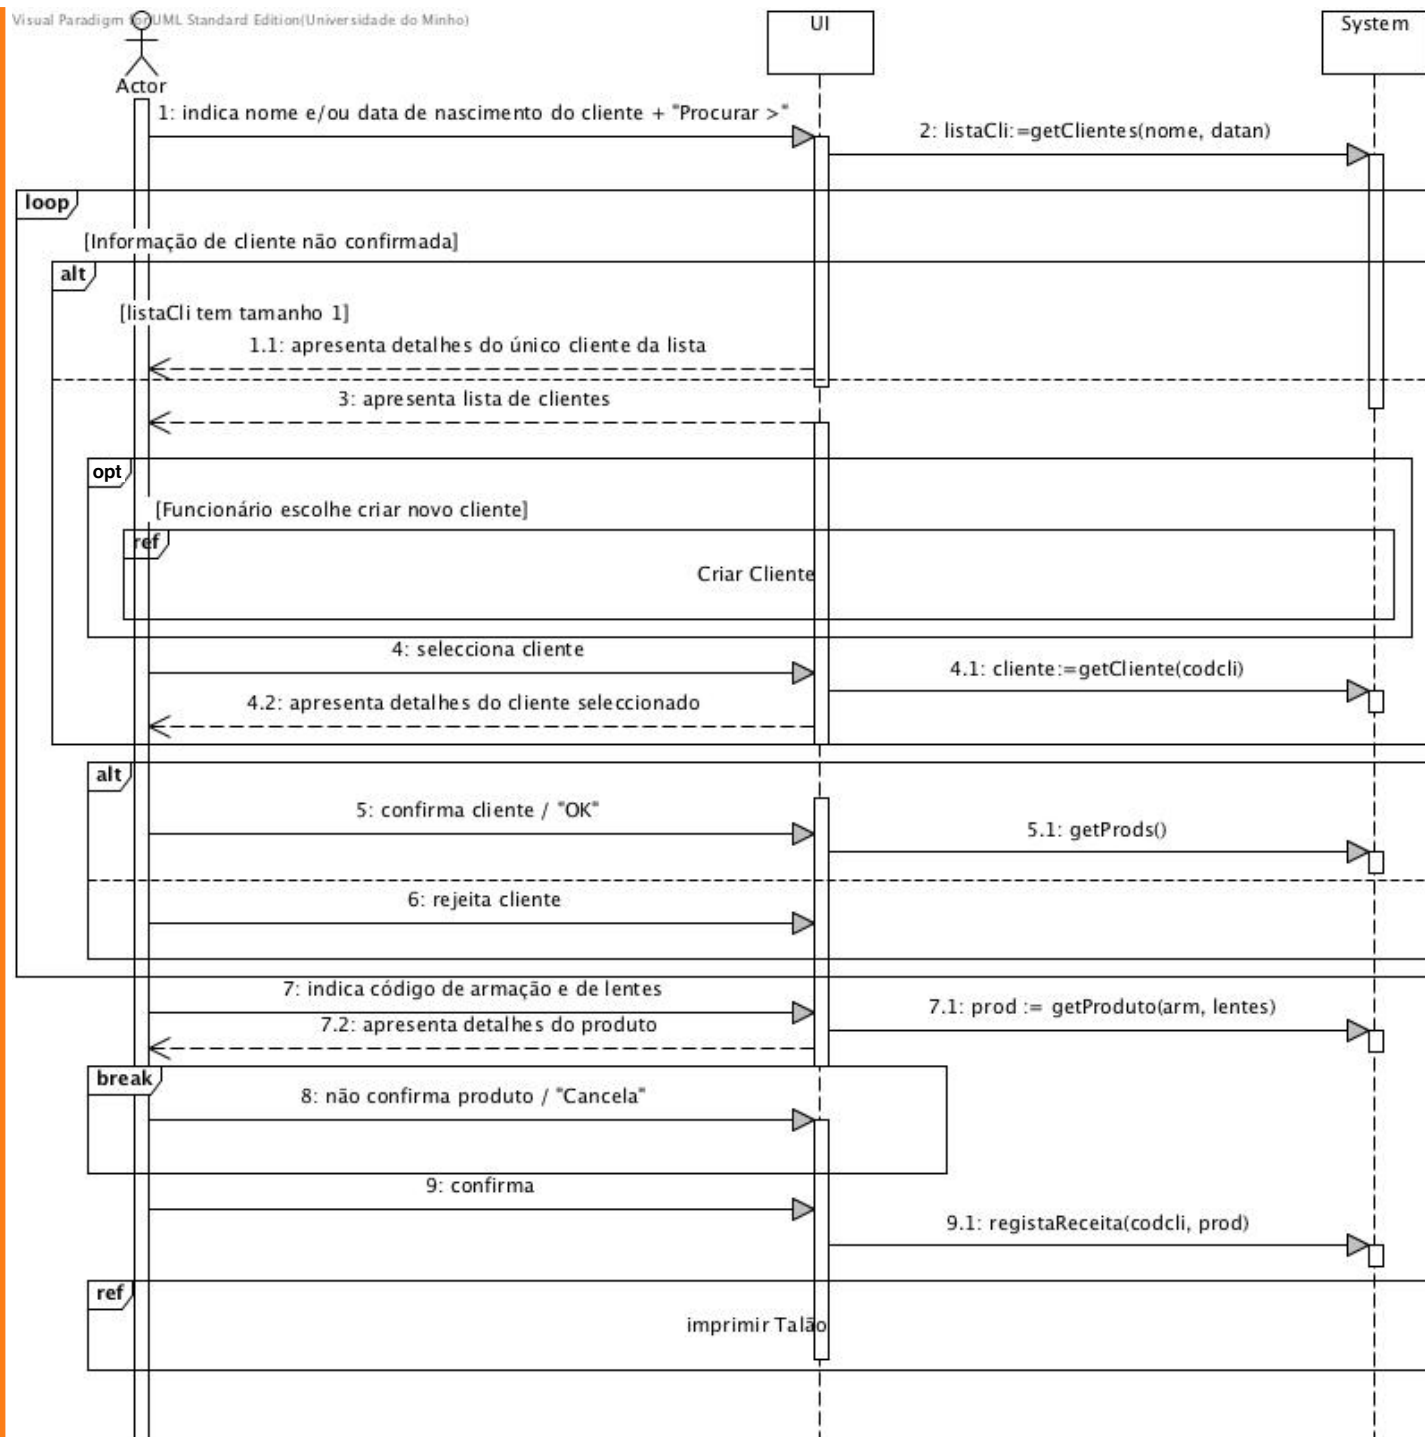 Visual Paradigm for UML Standard Edition(Universidade do Minho)
UI
System
Actor
1: indica nome e/ou data de nascimento do cliente + "Procurar >"
2: listaCli:=getClientes(nome, datan)
loop
[Informação de cliente não confirmada]
alt
[listaCli tem tamanho 1]
1.1: apresenta detalhes do único cliente da lista
3: apresenta lista de clientes
opt
[Funcionário escolhe criar novo cliente]
ref
Criar Cliente
4: selecciona cliente
4.1: cliente:=getCliente(codcli)
4.2: apresenta detalhes do cliente seleccionado
alt
5: confirma cliente / "OK"
5.1: getProds()
6: rejeita cliente
7: indica código de armação e de lentes
7.1: prod := getProduto(arm, lentes)
7.2: apresenta detalhes do produto
break
8: não confirma produto / "Cancela"
9: confirma
9.1: registaReceita(codcli, prod)
ref
imprimir Talão